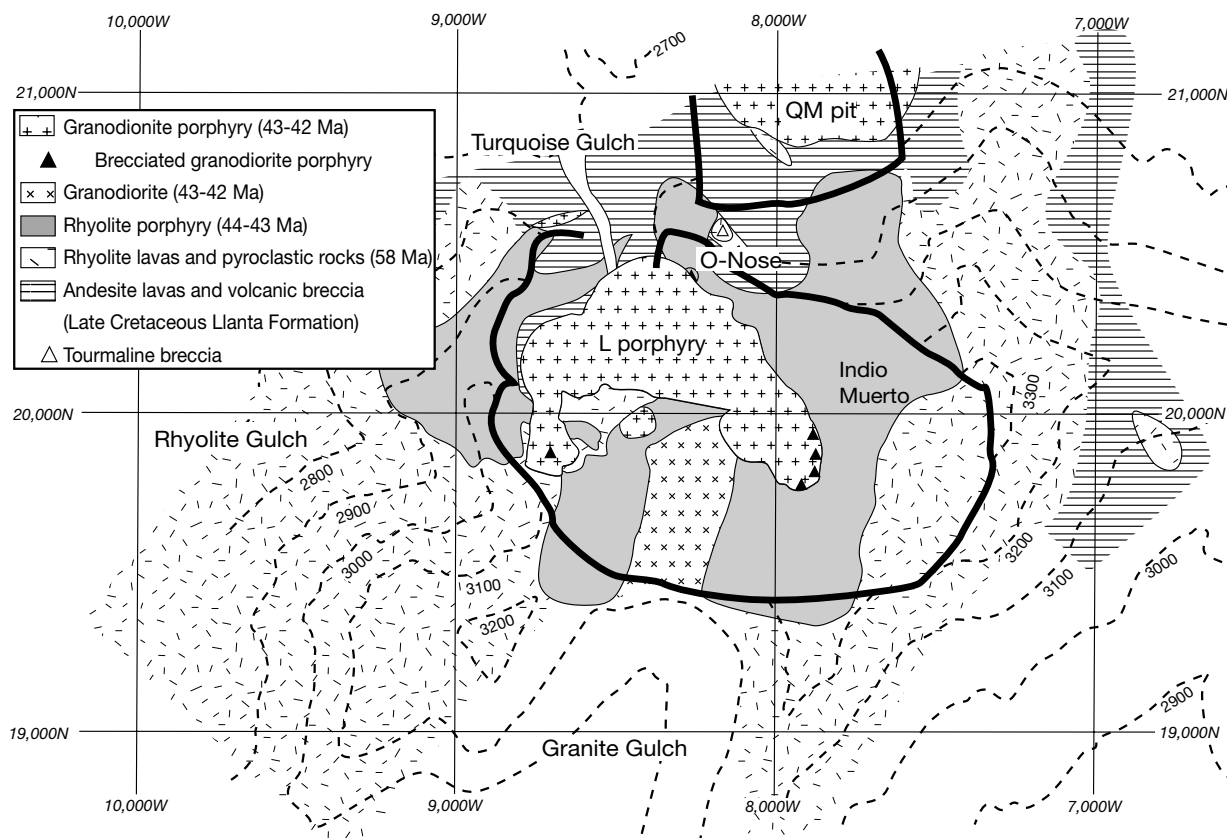 10,000W
9,000W
8,000W
7,000W
2700
21,000N
21,000N
QM pit
Granodionite porphyry (43-42 Ma)
Brecciated granodiorite porphyry
Granodiorite (43-42 Ma)
Rhyolite porphyry (44-43 Ma)
Rhyolite lavas and pyroclastic rocks (58 Ma)
Andesite lavas and volcanic breccia
(Late Cretaceous Llanta Formation)
Tourmaline breccia
Turquoise Gulch
O-Nose
L porphyry
Indio
Muerto
3300
20,000N
20,000N
Rhyolite Gulch
2800
2900
3000
3100
3200
3200
3100
3000
2900
19,000N
19,000N
Granite Gulch
10,000W
9,000W
8,000W
7,000W